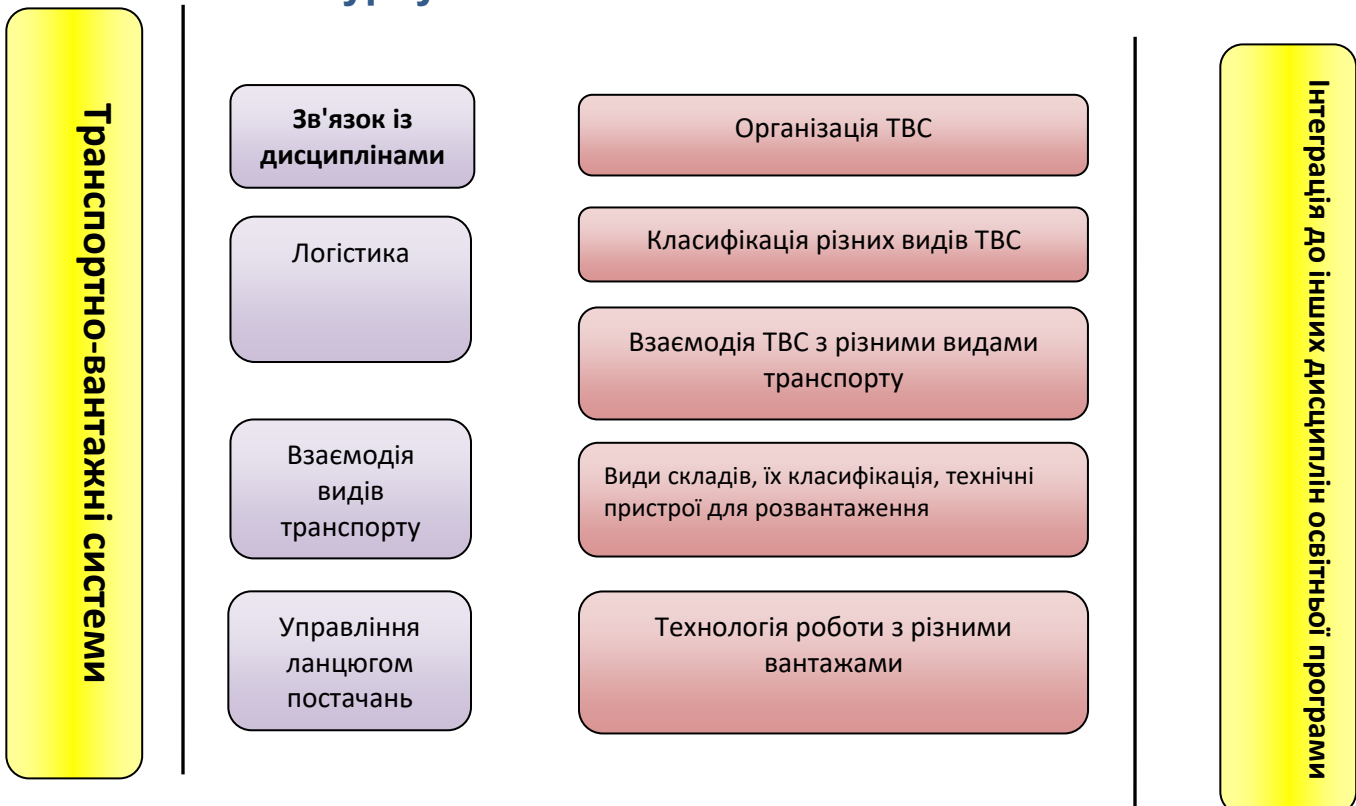 Транспортно-вантажні системи
Зв'язок із
дисциплінами
Логістика
Взаємодія
видів
транспорту
Управління
ланцюгом
постачань
Організація ТВС
Класифікація різних видів ТВС
Взаємодія ТВС з різними видами
транспорту
Види складів, їх класифікація, технічні
пристрої для розвантаження
Технологія роботи з різними
вантажами
Інтеграція до інших дисциплін освітньої програми